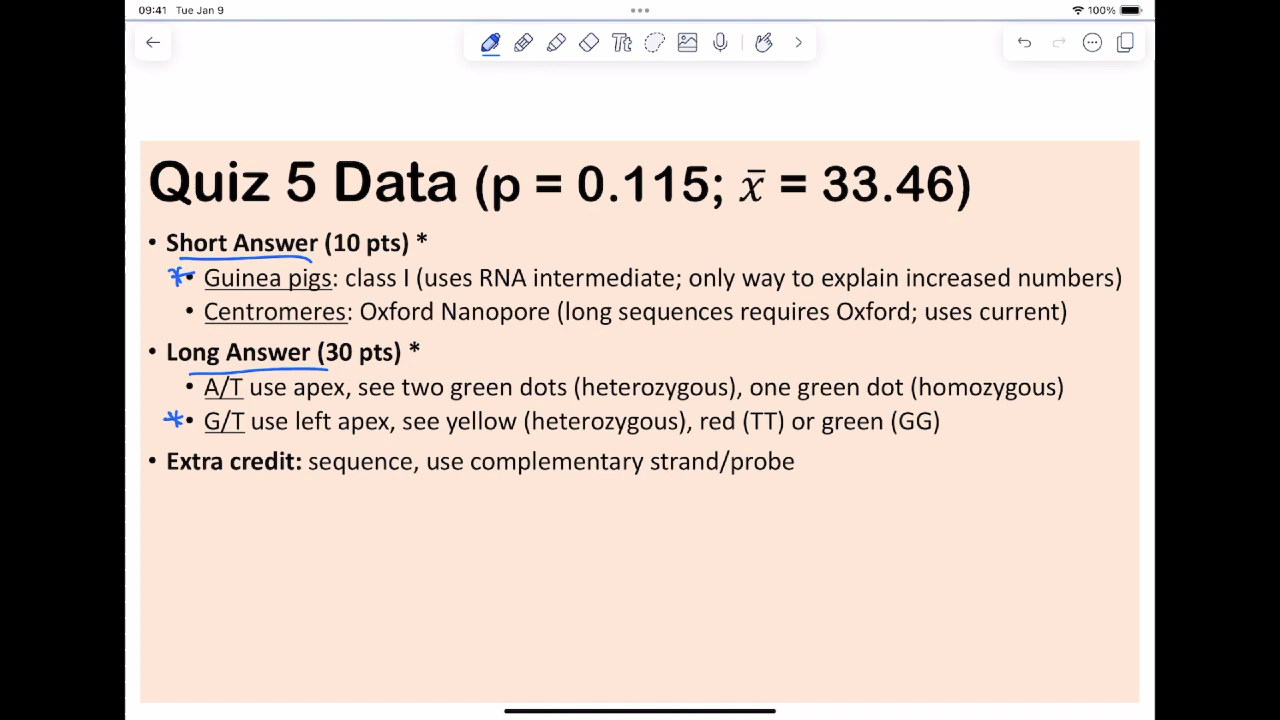 09:41 Tue Jan 9
100%
Tt
Quiz 5 Data (p = 0.115; x̄ = 33.46)
• Short Answer (10 pts) *
* • Guinea pigs: class I (uses RNA intermediate; only way to explain increased numbers)
• Centromeres: Oxford Nanopore (long sequences requires Oxford; uses current)
• Long Answer (30 pts) *
• A/T use apex, see two green dots (heterozygous), one green dot (homozygous)
* • G/T use left apex, see yellow (heterozygous), red (TT) or green (GG)
• Extra credit: sequence, use complementary strand/probe